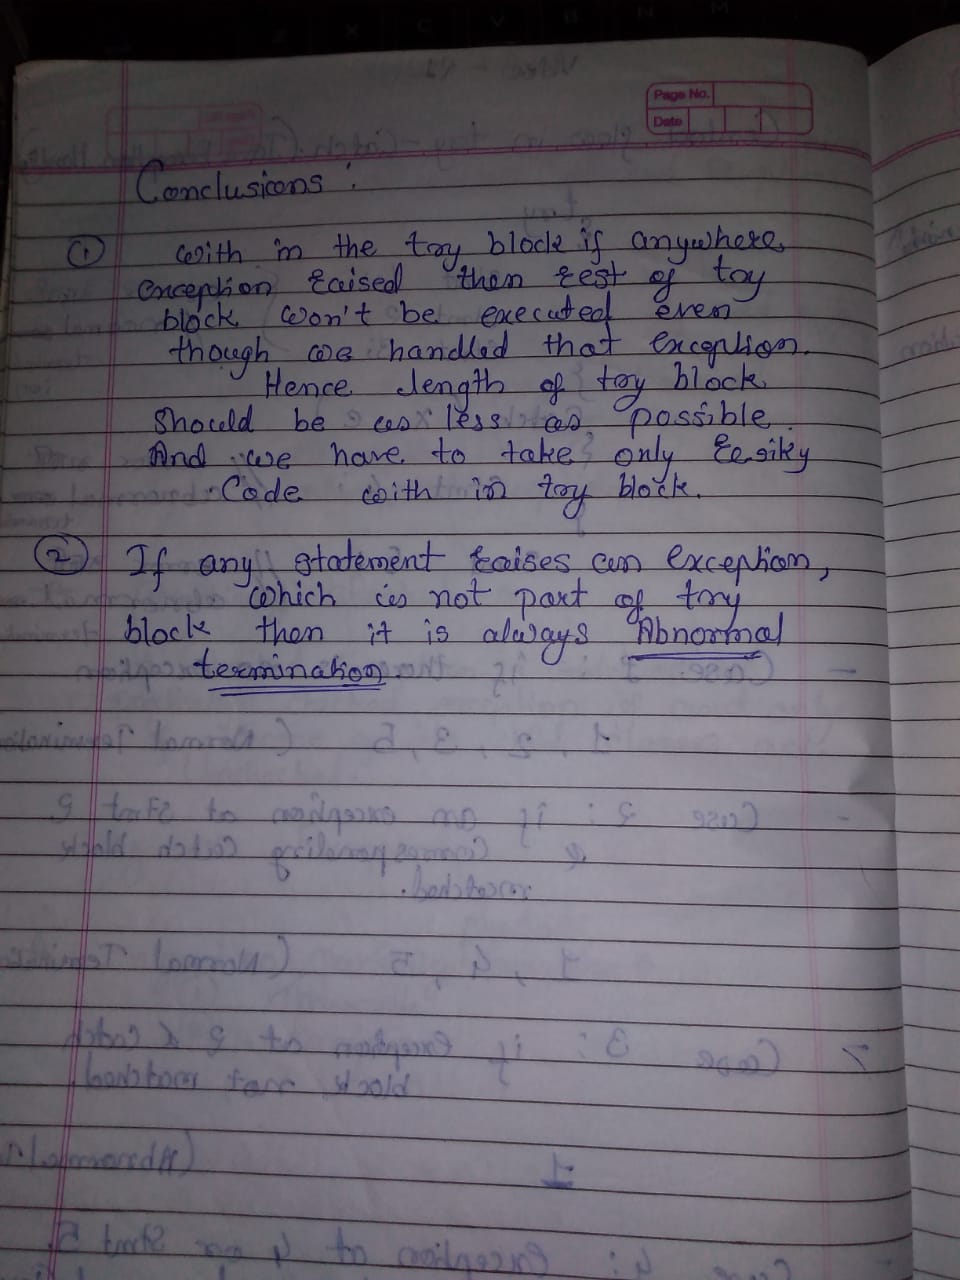 Page No.
Date
Conclusions :
① with in the try block if anywhere
exception raised then rest of try
block won't be executed even
though we handled that exception.
Hence length of try block
should be as less as possible.
And we have to take only risky
Code with in try block.
② If any statement raises an exception,
which is not part of try
block then it is always Abnormal
termination.